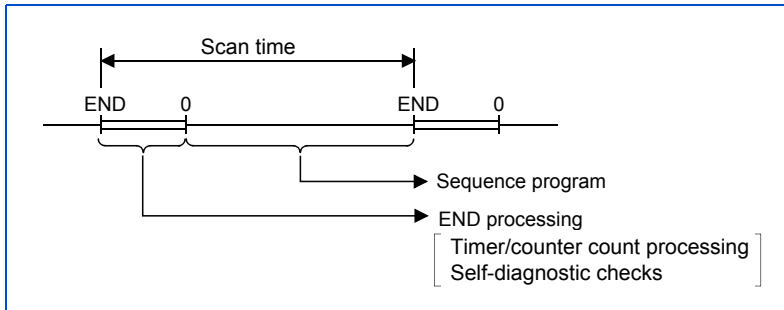 Scan time
END 0 END 0
Sequence program
END processing
Timer/counter count processing
Self-diagnostic checks